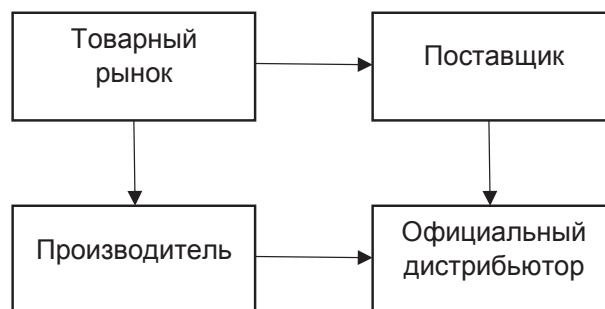 Товарный
рынок
Поставщик
Производитель
Официальный
дистрибьютор